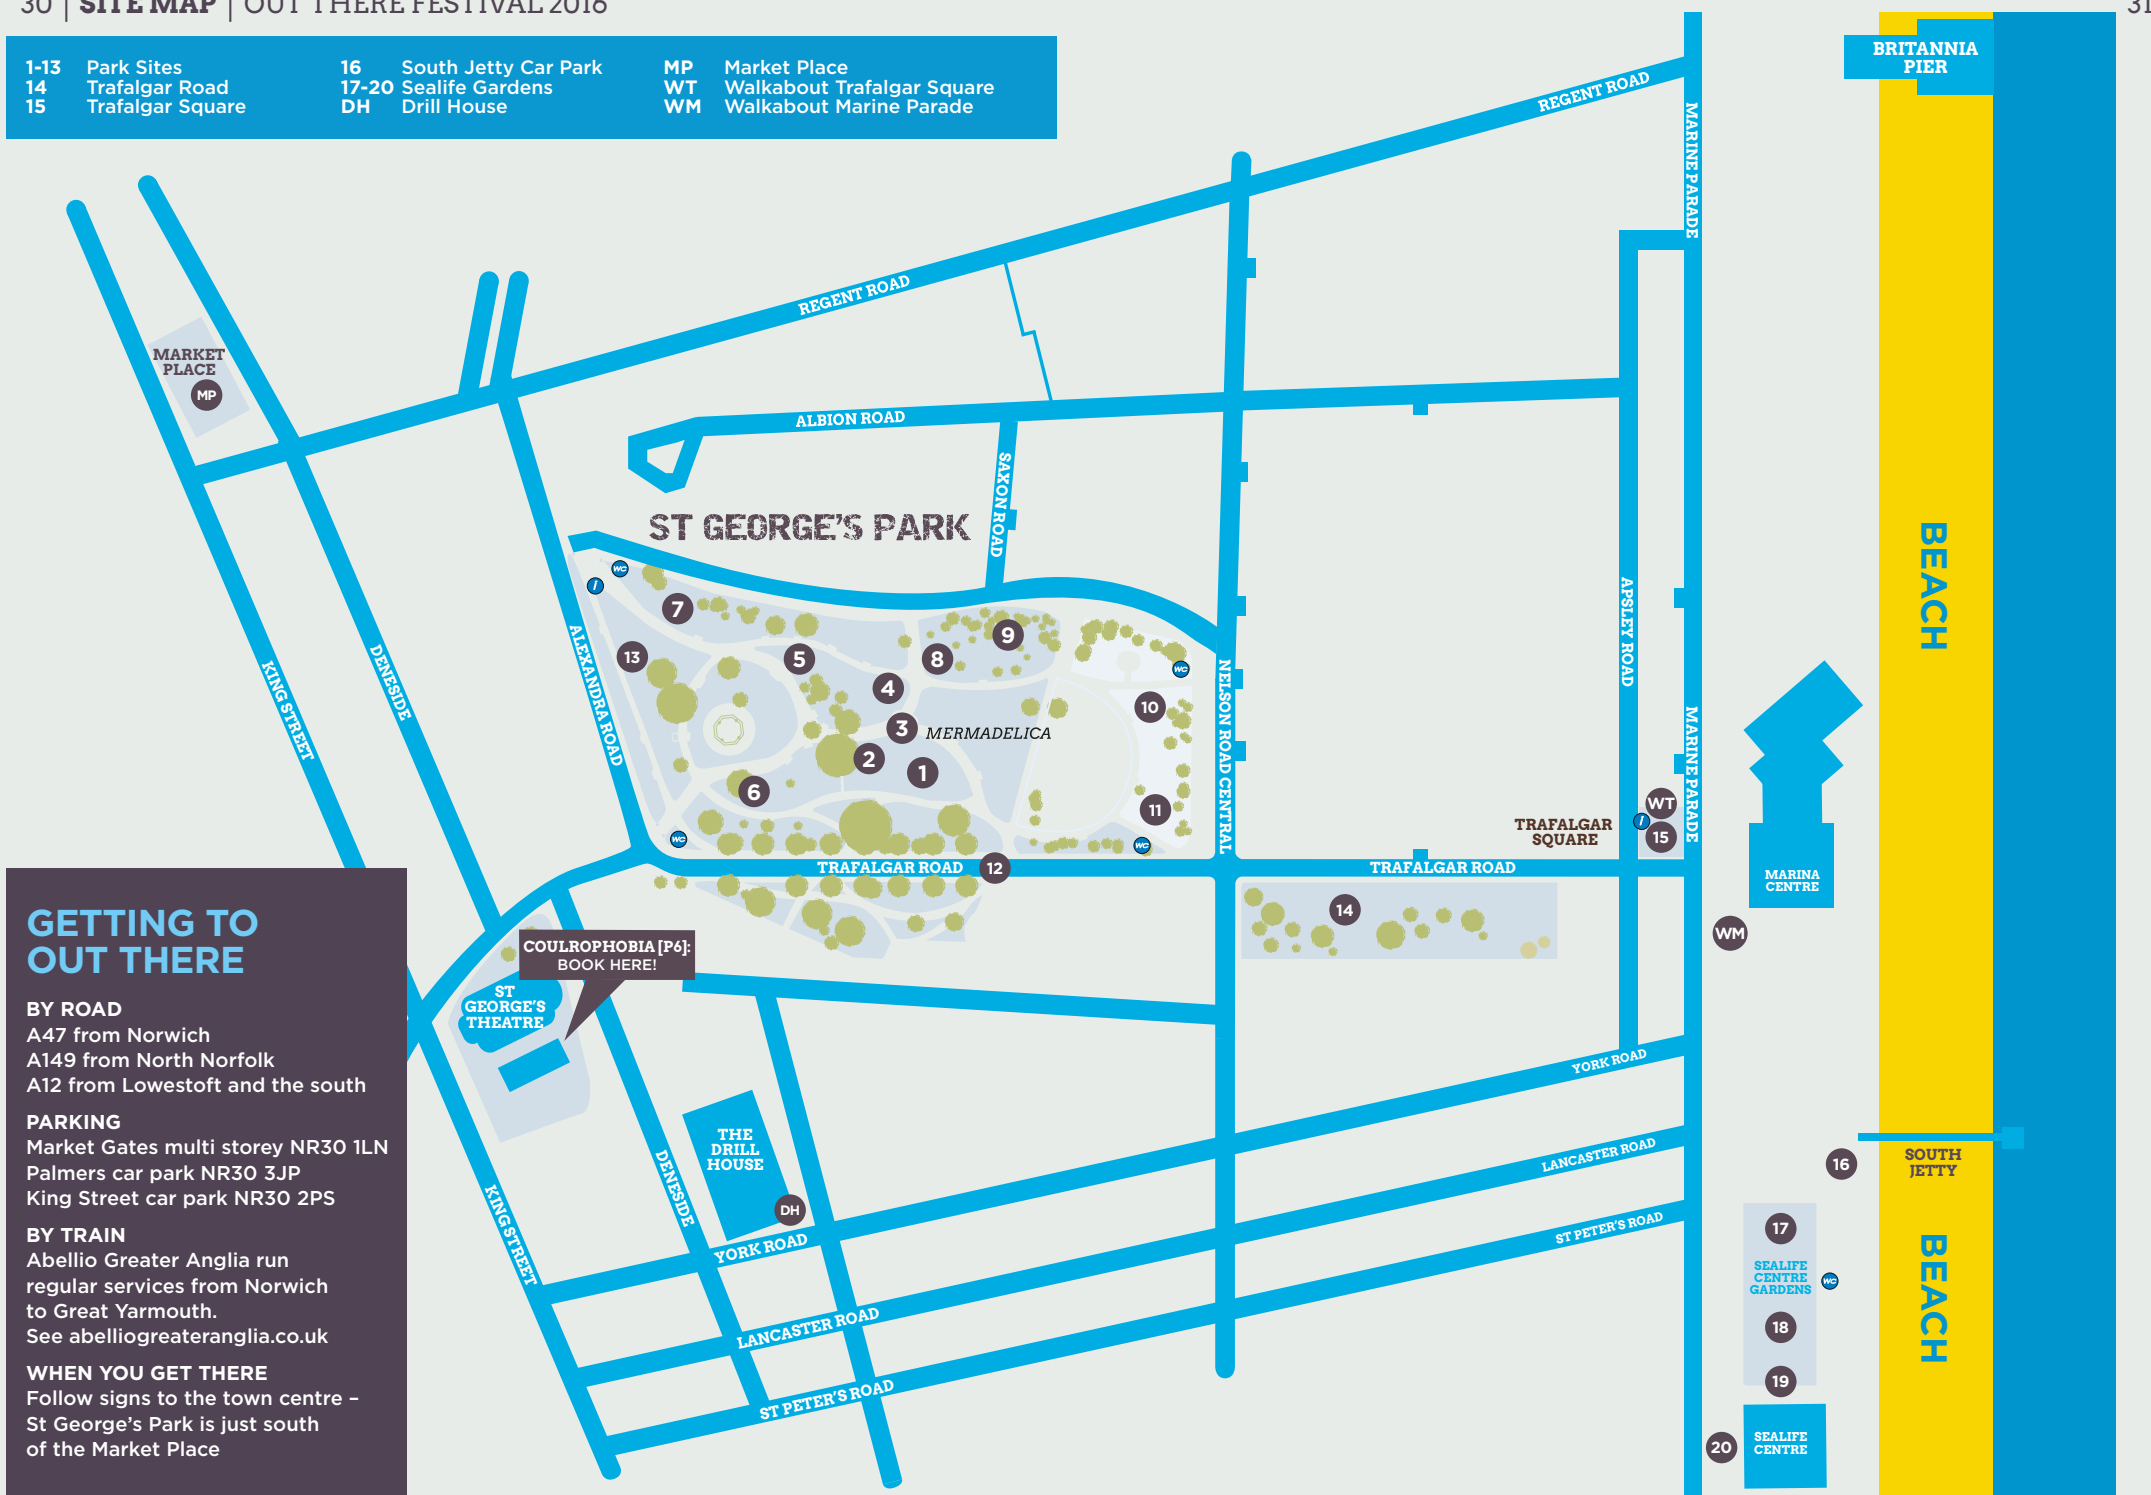 30 | SITE MAP | OUT THERE FESTIVAL 2016
31
1-13 Park Sites
14 Trafalgar Road
15 Trafalgar Square
16 South Jetty Car Park
17-20 Sealife Gardens
DH Drill House
MP Market Place
WT Walkabout Trafalgar Square
WM Walkabout Marine Parade
BRITANNIA
PIER
REGENT ROAD
MARINE PARADE
REGENT ROAD
MARKET
PLACE
MP
ALBION ROAD
SAXON ROAD
ST GEORGE'S PARK
BEACH
WC
i
7
13
5
9
8
4
3
MERMADELICA
2
1
6
10
11
WC
WC
WC
12
KING STREET
DENESIDE
ALEXANDRA ROAD
NELSON ROAD CENTRAL
APSLEY ROAD
MARINE PARADE
WT
i
15
TRAFALGAR
SQUARE
TRAFALGAR ROAD
TRAFALGAR ROAD
MARINA
CENTRE
14
WM
COULROPHOBIA [P6]:
BOOK HERE!
ST
GEORGE'S
THEATRE
THE
DRILL
HOUSE
DH
DENESIDE
KING STREET
YORK ROAD
YORK ROAD
LANCASTER ROAD
LANCASTER ROAD
ST PETER'S ROAD
ST PETER'S ROAD
16
SOUTH
JETTY
17
SEALIFE
CENTRE
GARDENS
WC
18
19
BEACH
20
SEALIFE
CENTRE
GETTING TO
OUT THERE
BY ROAD
A47 from Norwich
A149 from North Norfolk
A12 from Lowestoft and the south
PARKING
Market Gates multi storey NR30 1LN
Palmers car park NR30 3JP
King Street car park NR30 2PS
BY TRAIN
Abellio Greater Anglia run
regular services from Norwich
to Great Yarmouth.
See abelliogreateranglia.co.uk
WHEN YOU GET THERE
Follow signs to the town centre –
St George's Park is just south
of the Market Place